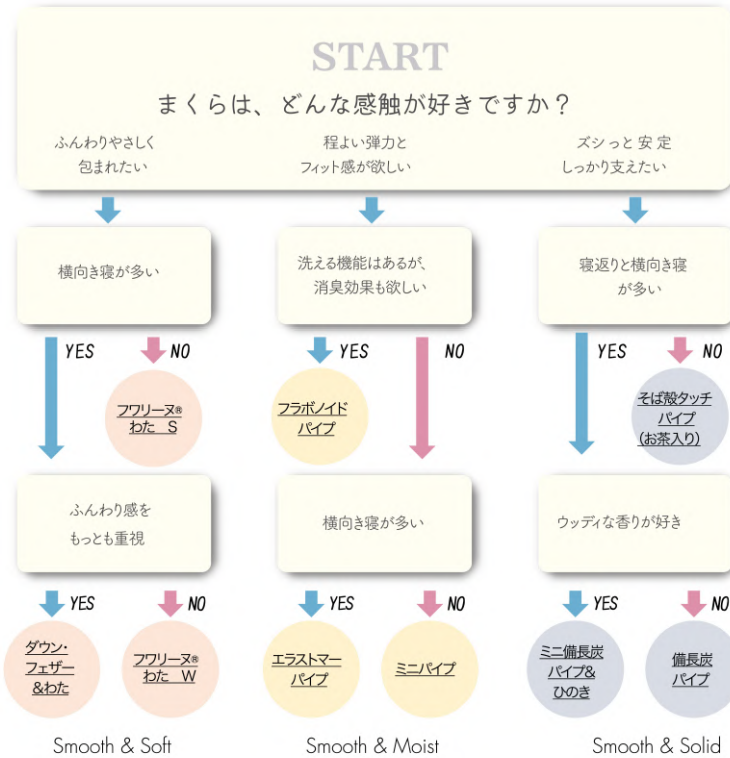 START
まくらは、どんな感触が好きですか？
ふんわりやさしく
包まれたい
程よい弾力と
フィット感が欲しい
ズシっと安定
しっかり支えたい
横向き寝が多い
洗える機能はあるが、
消臭効果も欲しい
寝返りと横向き寝
が多い
YES
NO
YES
NO
YES
NO
フワリーヌ®
わた S
フラボノイド
パイプ
そば殻タッチ
パイプ
(お茶入り)
ふんわり感を
もっとも重視
横向き寝が多い
ウッディな香りが好き
YES
NO
YES
NO
YES
NO
ダウン・
フェザー
&わた
フワリーヌ®
わた W
エラストマー
パイプ
ミニパイプ
ミニ備長炭
パイプ&
ひのき
備長炭
パイプ
Smooth & Soft
Smooth & Moist
Smooth & Solid